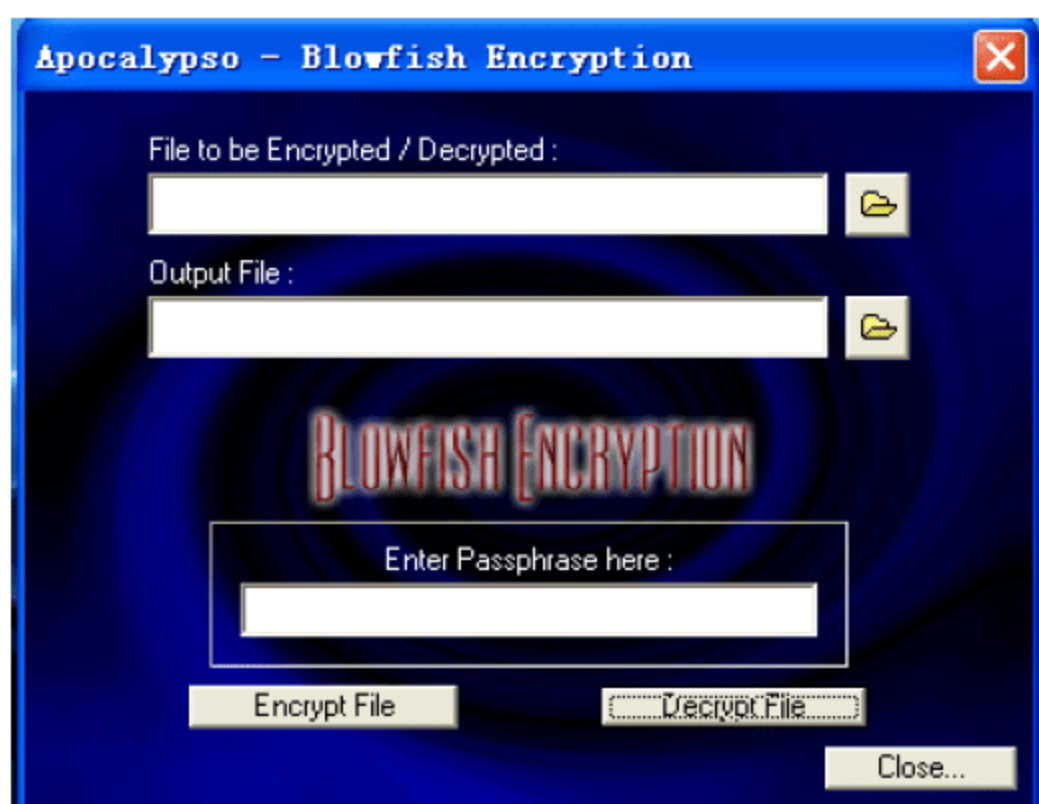 Apocalypso - Blowfish Encryption
File to be Encrypted / Decrypted :
Output File :
BLOWFISH ENCRYPTION
Enter Passphrase here :
Encrypt File
Decrypt File
Close...